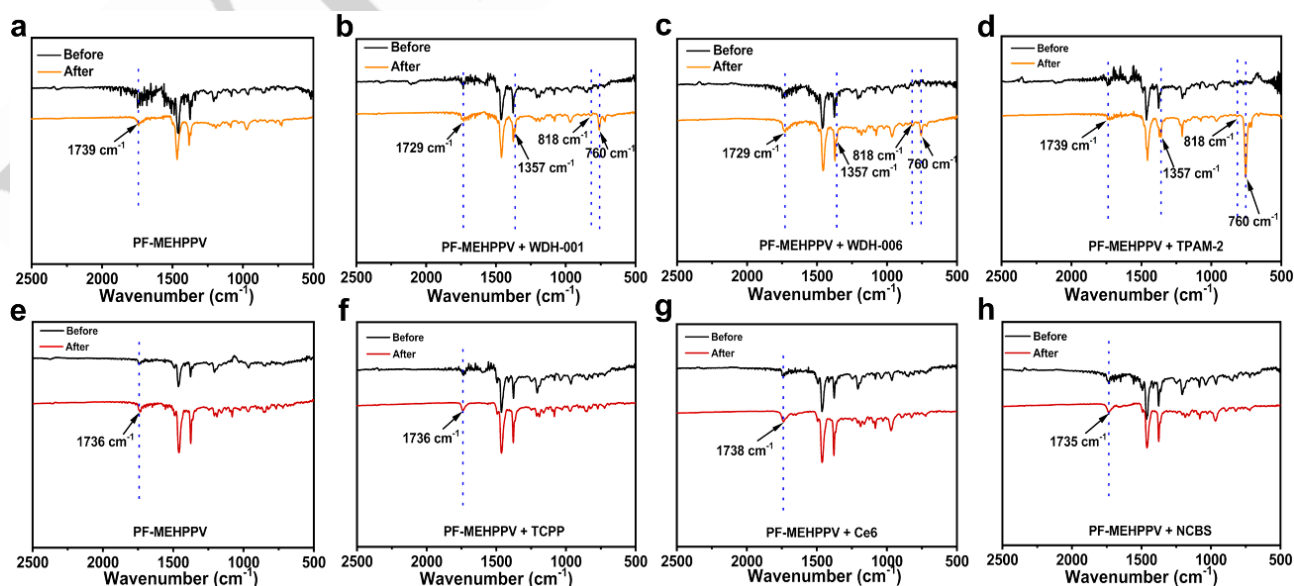 a
Before
After
1739 cm⁻¹
PF-MEHPPV
2500 2000 1500 1000 500
Wavenumber (cm⁻¹)
b
Before
After
1729 cm⁻¹
818 cm⁻¹
760 cm⁻¹
1357 cm⁻¹
PF-MEHPPV + WDH-001
2500 2000 1500 1000 500
Wavenumber (cm⁻¹)
c
Before
After
1729 cm⁻¹
818 cm⁻¹
760 cm⁻¹
1357 cm⁻¹
PF-MEHPPV + WDH-006
2500 2000 1500 1000 500
Wavenumber (cm⁻¹)
d
Before
After
1739 cm⁻¹
818 cm⁻¹
1357 cm⁻¹
760 cm⁻¹
PF-MEHPPV + TPAM-2
2500 2000 1500 1000 500
Wavenumber (cm⁻¹)
e
Before
After
1736 cm⁻¹
PF-MEHPPV
2500 2000 1500 1000 500
Wavenumber (cm⁻¹)
f
Before
After
1736 cm⁻¹
PF-MEHPPV + TCPP
2500 2000 1500 1000 500
Wavenumber (cm⁻¹)
g
Before
After
1738 cm⁻¹
PF-MEHPPV + Ce6
2500 2000 1500 1000 500
Wavenumber (cm⁻¹)
h
Before
After
1735 cm⁻¹
PF-MEHPPV + NCBS
2500 2000 1500 1000 500
Wavenumber (cm⁻¹)